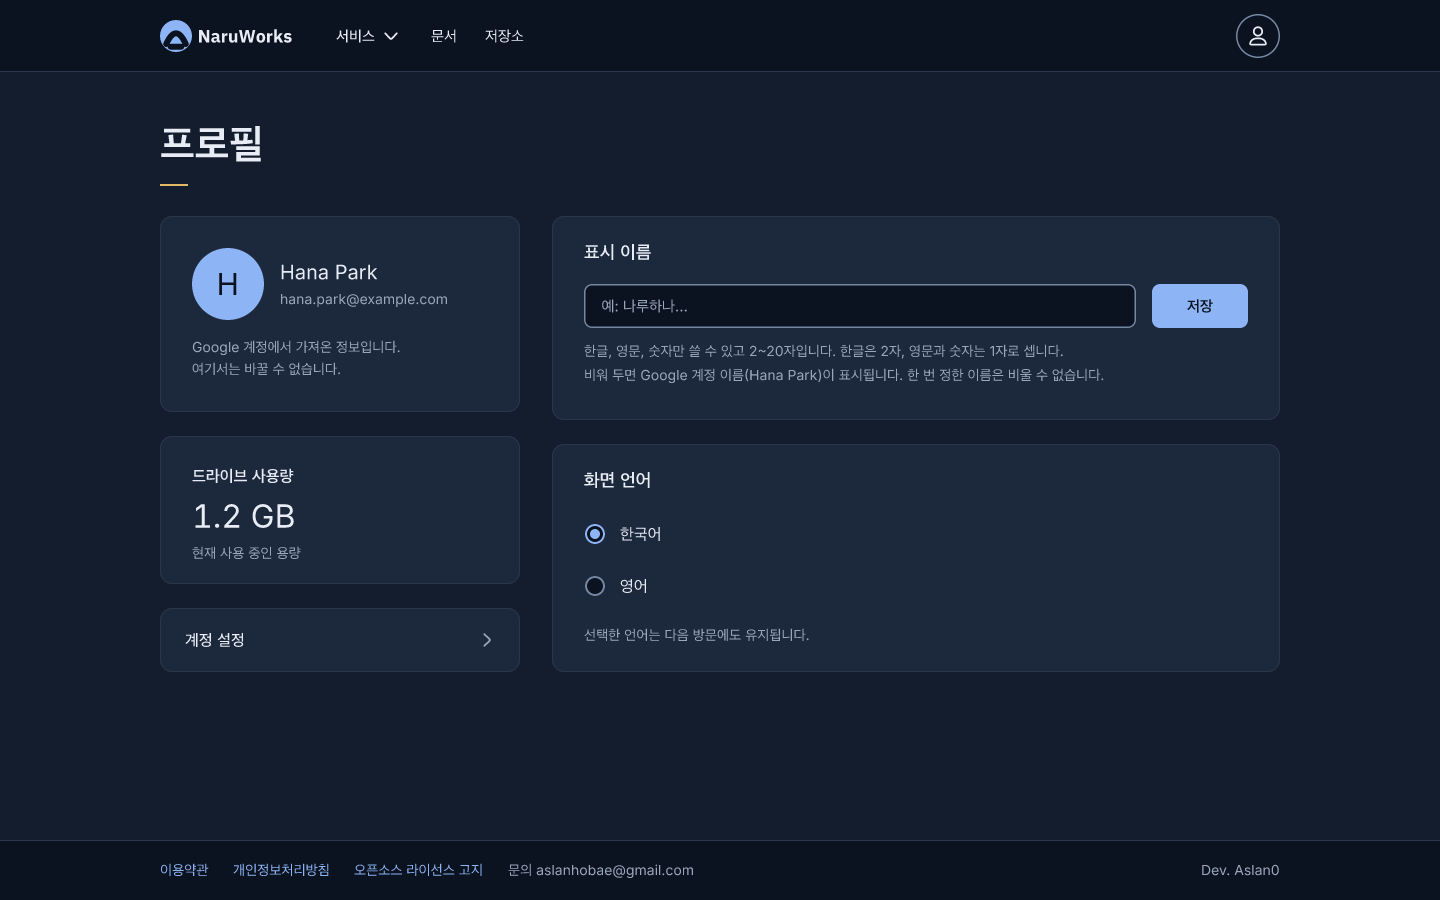 NaruWorks
서비스
문서
저장소
프로필
H
Hana Park
hana.park@example.com
Google 계정에서 가져온 정보입니다.
여기서는 바꿀 수 없습니다.
드라이브 사용량
1.2 GB
현재 사용 중인 용량
계정 설정
표시 이름
예: 나루하나...
저장
한글, 영문, 숫자만 쓸 수 있고 2~20자입니다. 한글은 2자, 영문과 숫자는 1자로 셉니다.
비워 두면 Google 계정 이름(Hana Park)이 표시됩니다. 한 번 정한 이름은 비울 수 없습니다.
화면 언어
한국어
영어
선택한 언어는 다음 방문에도 유지됩니다.
이용약관
개인정보처리방침
오픈소스 라이선스 고지
문의 aslanhobae@gmail.com
Dev. Aslan0